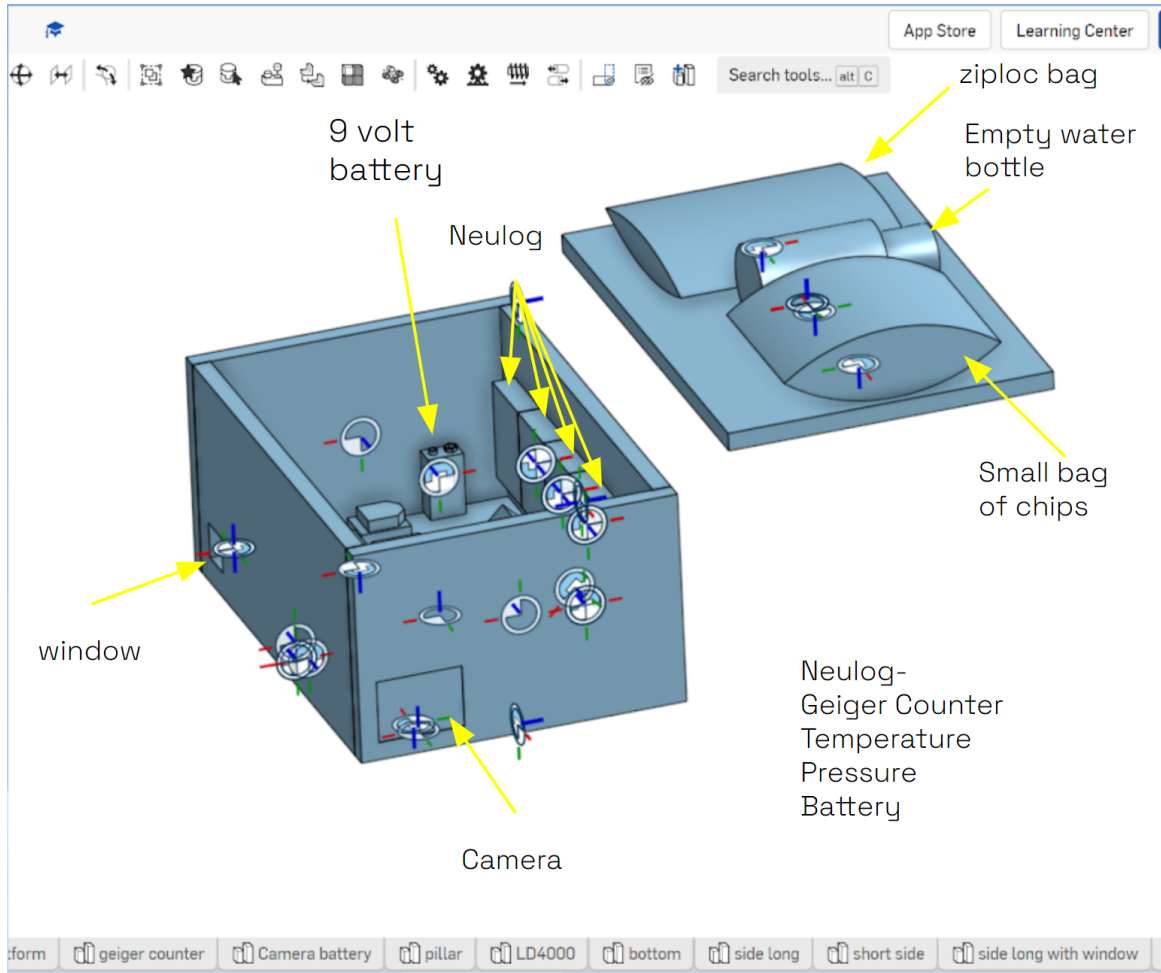 App Store
Learning Center
Search tools... alt C
ziploc bag
9 volt
battery
Empty water
bottle
Neulog
Small bag
of chips
window
Neulog-
Geiger Counter
Temperature
Pressure
Battery
Camera
tform
geiger counter
Camera battery
pillar
LD4000
bottom
side long
short side
side long with window